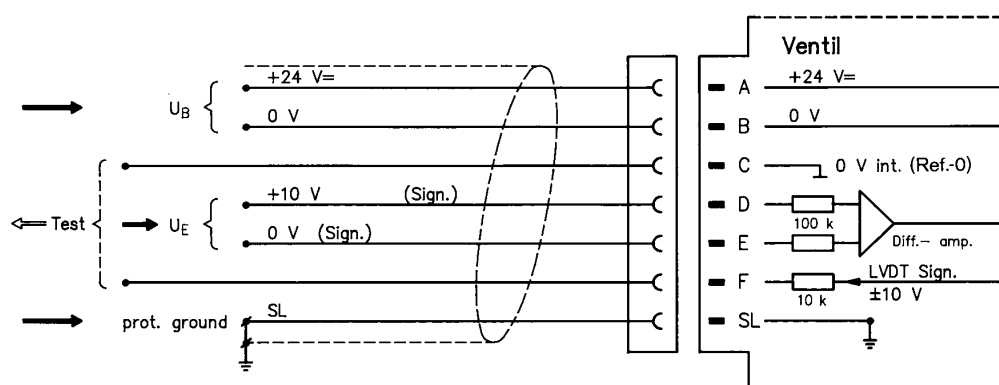 Ventil
+24 V=
A
+24 V=
U_B
0 V
B
0 V
C
0 V int. (Ref.-0)
+10 V
(Sign.)
D
100 k
Test
U_E
0 V
(Sign.)
E
Diff.- amp.
F
LVDT Sign.
10 k
±10 V
prot. ground
SL
SL